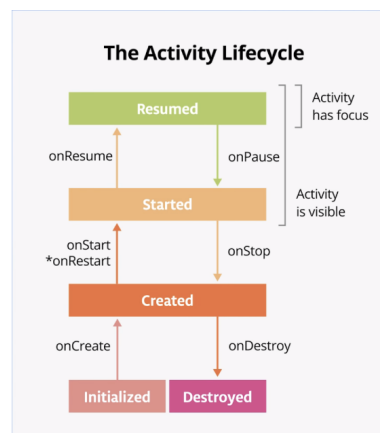 The Activity Lifecycle
Resumed
Activity
has focus
onResume
onPause
Started
Activity
is visible
onStart
*onRestart
onStop
Created
onCreate
onDestroy
Initialized
Destroyed